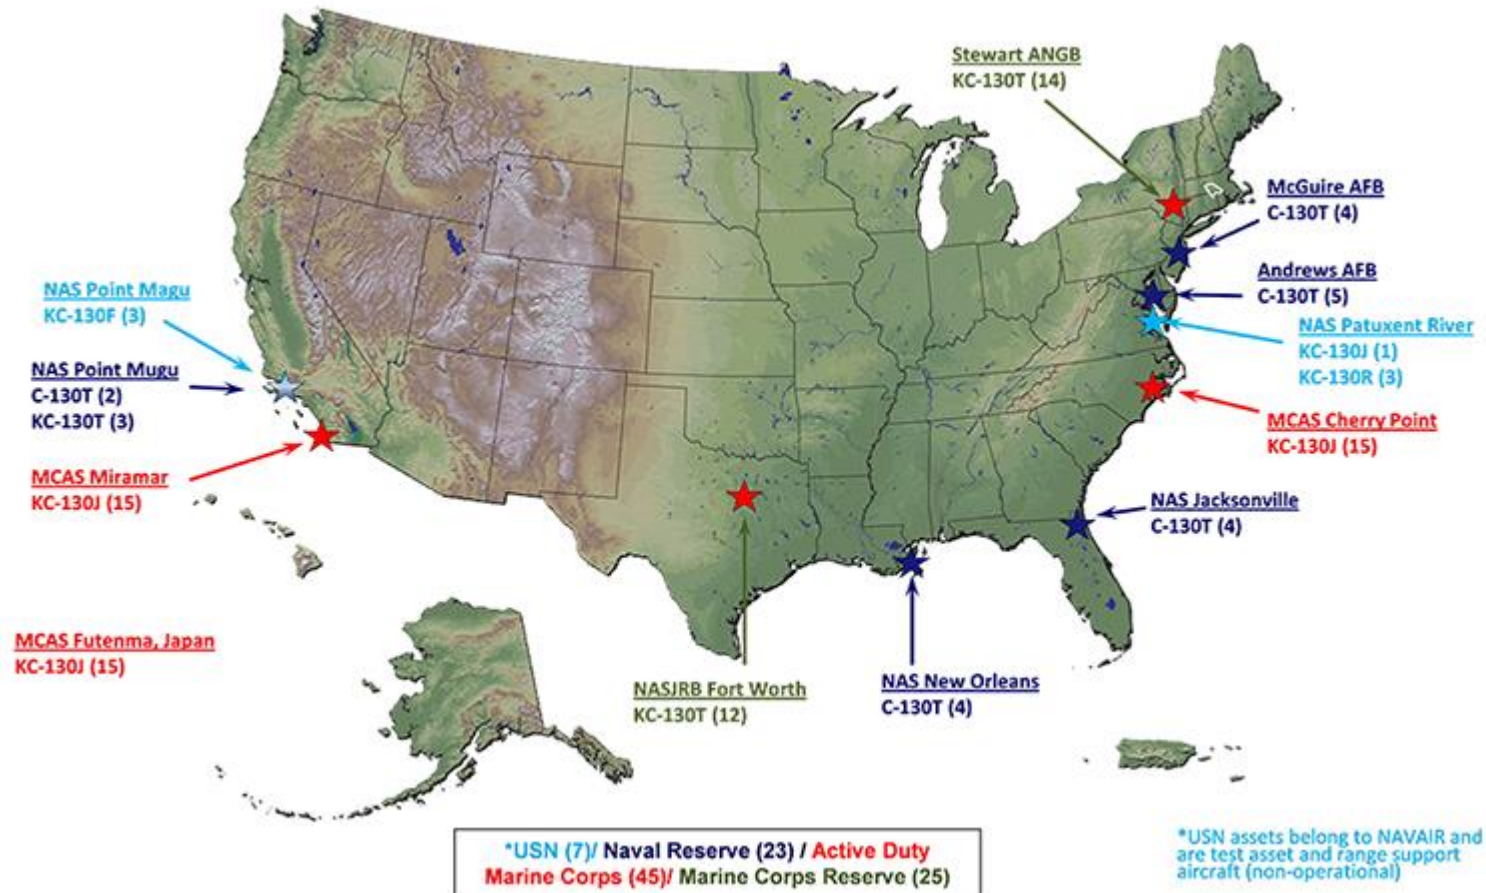 Stewart ANGB
KC-130T (14)
McGuire AFB
C-130T (4)
Andrews AFB
C-130T (5)
NAS Patuxent River
KC-130J (1)
KC-130R (3)
MCAS Cherry Point
KC-130J (15)
NAS Jacksonville
C-130T (4)
NAS Point Magu
KC-130F (3)
NAS Point Mugu
C-130T (2)
KC-130T (3)
MCAS Miramar
KC-130J (15)
MCAS Futenma, Japan
KC-130J (15)
NASJRB Fort Worth
KC-130T (12)
NAS New Orleans
C-130T (4)
*USN (7)/ Naval Reserve (23) / Active Duty
Marine Corps (45)/ Marine Corps Reserve (25)
*USN assets belong to NAVAIR and
are test asset and range support
aircraft (non-operational)